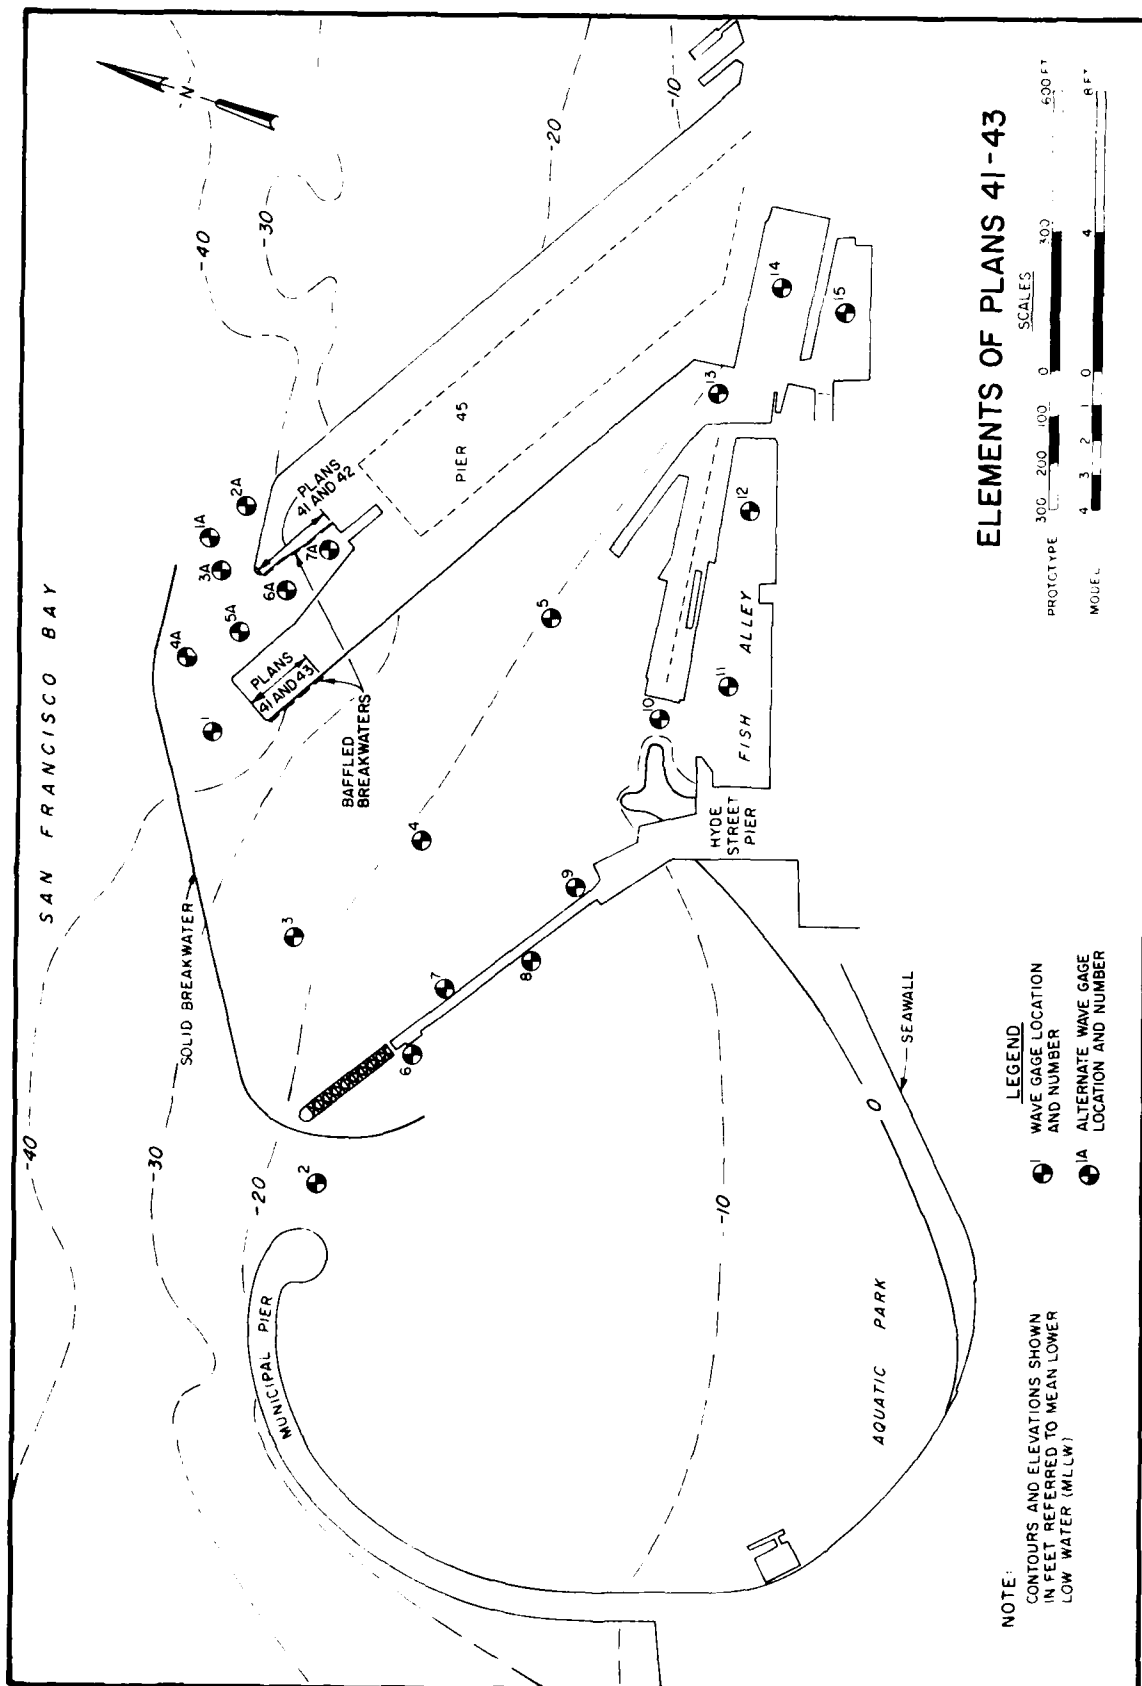 SAN FRANCISCO BAY
N
-40
-30
-20
-10
-40
-30
-20
-10
0
SOLID BREAKWATER
MUNICIPAL PIER
BAFFLED
BREAKWATERS
PLANS
41 AND 43
PLANS
41 AND 42
PIER 45
1A
2A
3A
4A
5A
6A
7A
1
2
3
4
5
6
7
8
9
10
11
12
13
14
15
FISH ALLEY
HYDE
STREET
PIER
AQUATIC PARK
SEAWALL
NOTE:
CONTOURS AND ELEVATIONS SHOWN
IN FEET REFERRED TO MEAN LOWER
LOW WATER (MLLW)
LEGEND
1 WAVE GAGE LOCATION
AND NUMBER
1A ALTERNATE WAVE GAGE
LOCATION AND NUMBER
ELEMENTS OF PLANS 41-43
SCALES
PROTOTYPE 300 200 100 0 300 600 FT
MODEL 4 3 2 1 0 4 8 FT